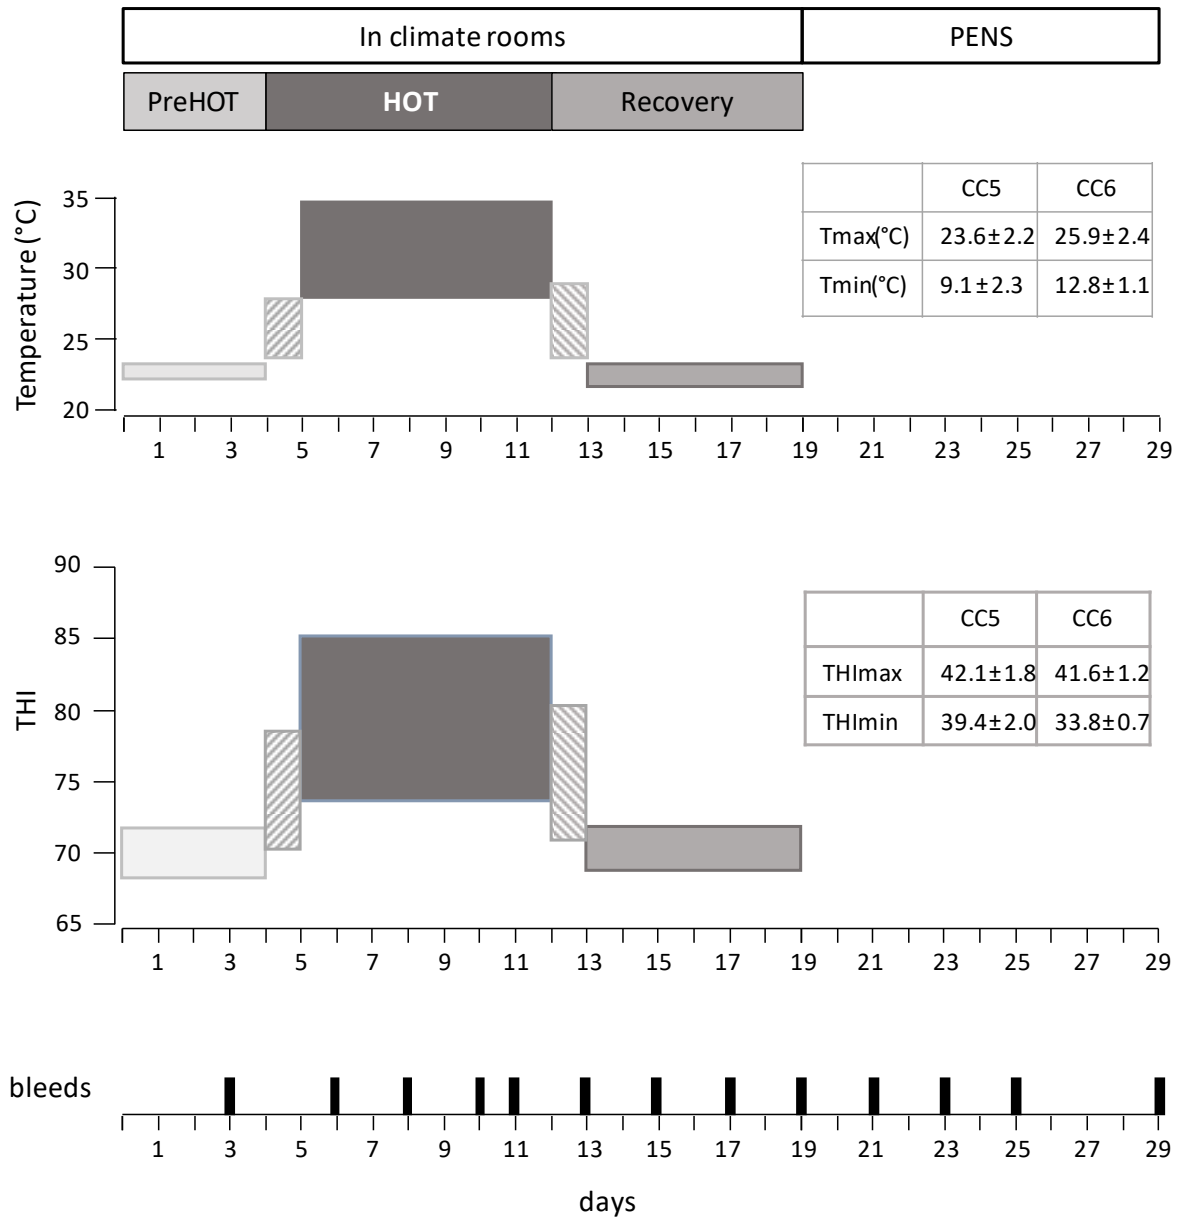 In climate rooms PENS
PreHOT HOT Recovery
Temperature (°C)
35
30
25
20
CC5 CC6
Tmax(°C) 23.6±2.2 25.9±2.4
Tmin(°C) 9.1±2.3 12.8±1.1
1 3 5 7 9 11 13 15 17 19 21 23 25 27 29
THI
90
85
80
75
70
65
CC5 CC6
THImax 42.1±1.8 41.6±1.2
THImin 39.4±2.0 33.8±0.7
1 3 5 7 9 11 13 15 17 19 21 23 25 27 29
bleeds
1 3 5 7 9 11 13 15 17 19 21 23 25 27 29
days